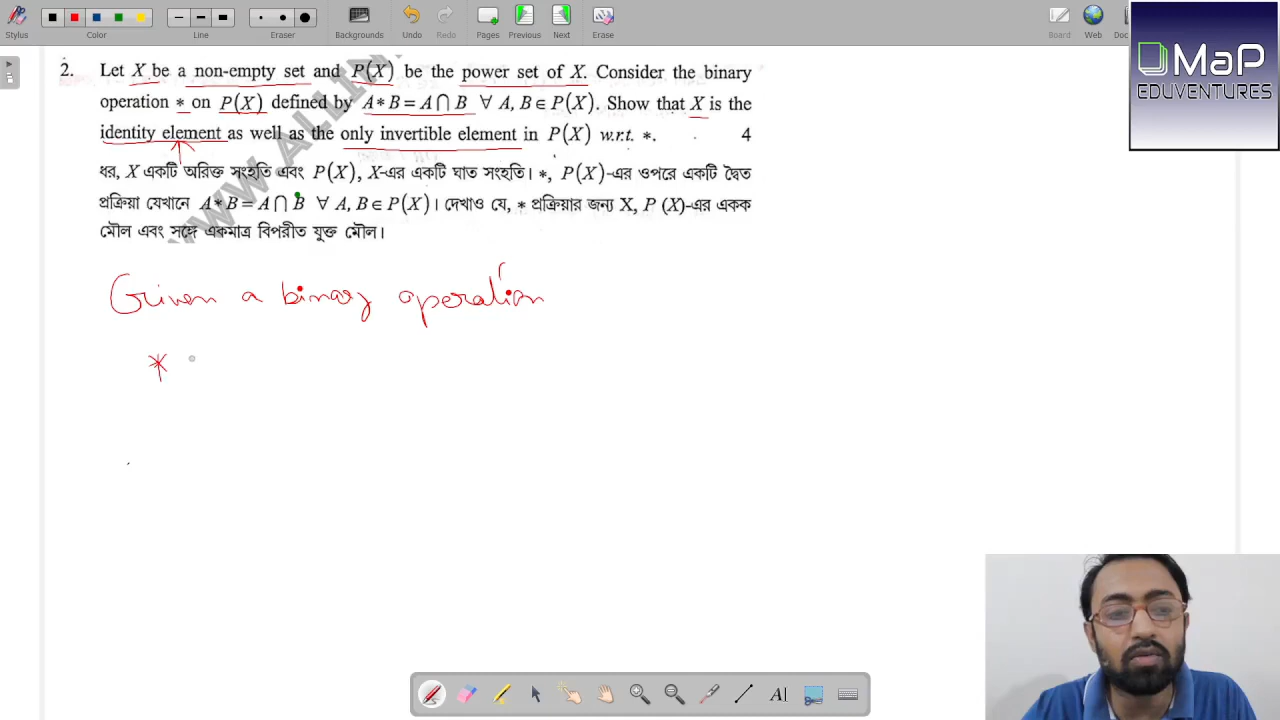 Stylus Color Line Eraser Backgrounds Undo Redo Pages Previous Next Erase Board Web
MaP
EDUVENTURES
2. Let X be a non-empty set and P(X) be the power set of X. Consider the binary
operation * on P(X) defined by A*B = A ⋂ B ∀ A, B ∈ P(X). Show that X is the
identity element as well as the only invertible element in P(X) w.r.t. *. 4
ধর, X একটি অরিক্ত সংহতি এবং P(X), X-এর একটি ঘাত সংহতি। *, P(X)-এর ওপরে একটি দ্বৈত
প্রক্রিয়া যেখানে A*B = A ⋂ B ∀ A, B ∈ P(X)। দেখাও যে, * প্রক্রিয়ার জন্য X, P (X)-এর একক
মৌল এবং সঙ্গে একমাত্র বিপরীত যুক্ত মৌল।
Given a binary operation
*